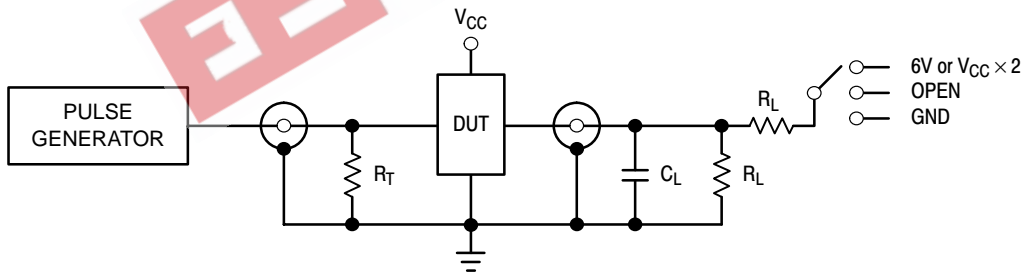 VCC
6V or VCC × 2
OPEN
GND
PULSE
GENERATOR
DUT
RL
RT
CL
RL